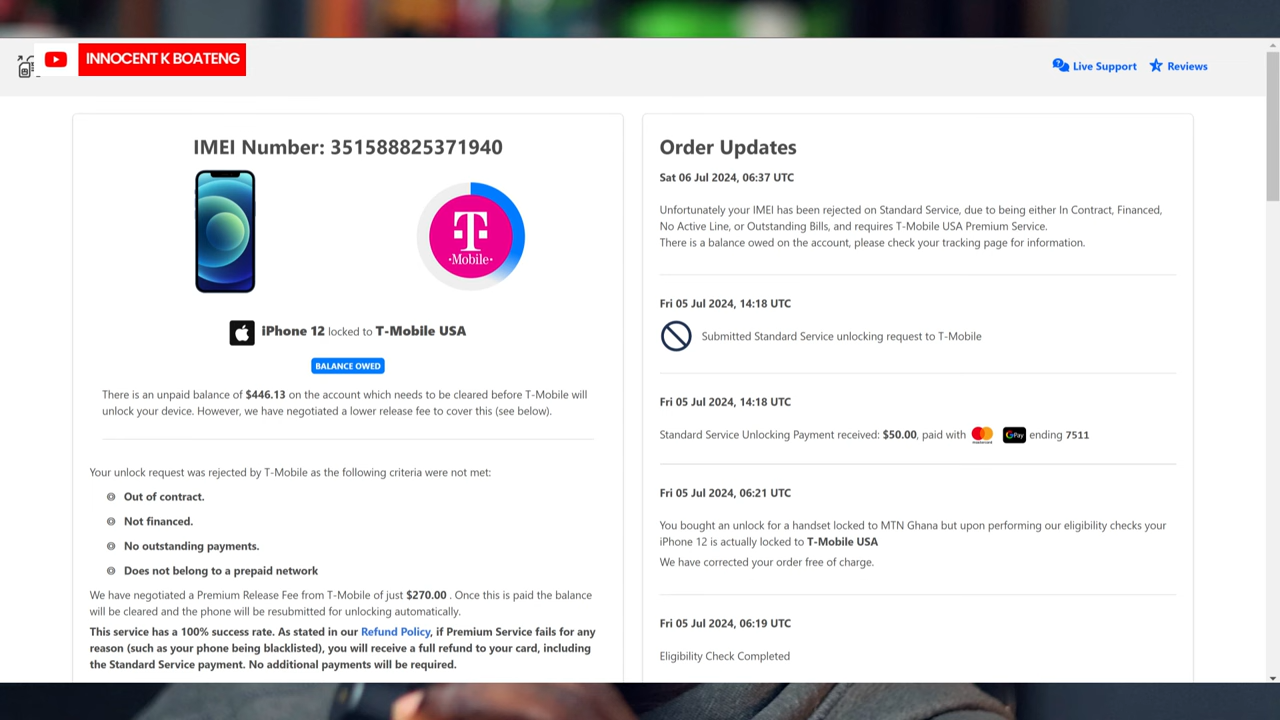 INNOCENT K BOATENG
Live Support
Reviews
IMEI Number: 351588825371940
T
·Mobile·
iPhone 12 locked to T-Mobile USA
BALANCE OWED
There is an unpaid balance of $446.13 on the account which needs to be cleared before T-Mobile will
unlock your device. However, we have negotiated a lower release fee to cover this (see below).
Your unlock request was rejected by T-Mobile as the following criteria were not met:
Out of contract.
Not financed.
No outstanding payments.
Does not belong to a prepaid network
We have negotiated a Premium Release Fee from T-Mobile of just $270.00 . Once this is paid the balance
will be cleared and the phone will be resubmitted for unlocking automatically.
This service has a 100% success rate. As stated in our Refund Policy, if Premium Service fails for any
reason (such as your phone being blacklisted), you will receive a full refund to your card, including
the Standard Service payment. No additional payments will be required.
Order Updates
Sat 06 Jul 2024, 06:37 UTC
Unfortunately your IMEI has been rejected on Standard Service, due to being either In Contract, Financed,
No Active Line, or Outstanding Bills, and requires T-Mobile USA Premium Service.
There is a balance owed on the account, please check your tracking page for information.
Fri 05 Jul 2024, 14:18 UTC
Submitted Standard Service unlocking request to T-Mobile
Fri 05 Jul 2024, 14:18 UTC
Standard Service Unlocking Payment received: $50.00, paid with mastercard G Pay ending 7511
Fri 05 Jul 2024, 06:21 UTC
You bought an unlock for a handset locked to MTN Ghana but upon performing our eligibility checks your
iPhone 12 is actually locked to T-Mobile USA
We have corrected your order free of charge.
Fri 05 Jul 2024, 06:19 UTC
Eligibility Check Completed